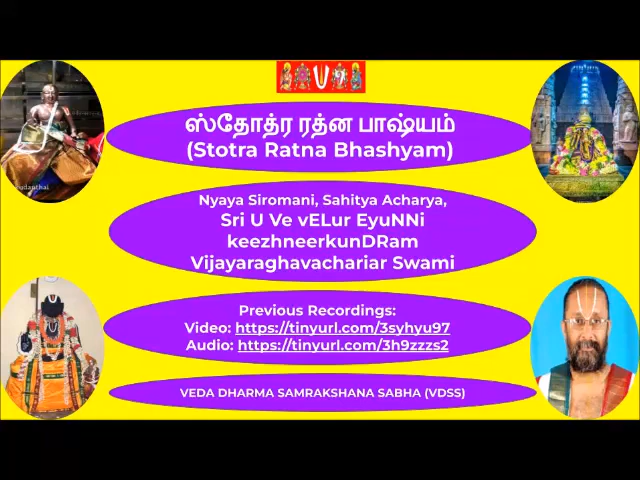 ஸ்தோத்ர ரத்ன பாஷ்யம்
(Stotra Ratna Bhashyam)
Nyaya Siromani, Sahitya Acharya,
Sri U Ve vELur EyuNNi
keezhneerkunDRam
Vijayaraghavachariar Swami
Previous Recordings:
Video: https://tinyurl.com/3syhyu97
Audio: https://tinyurl.com/3h9zzzs2
VEDA DHARMA SAMRAKSHANA SABHA (VDSS)